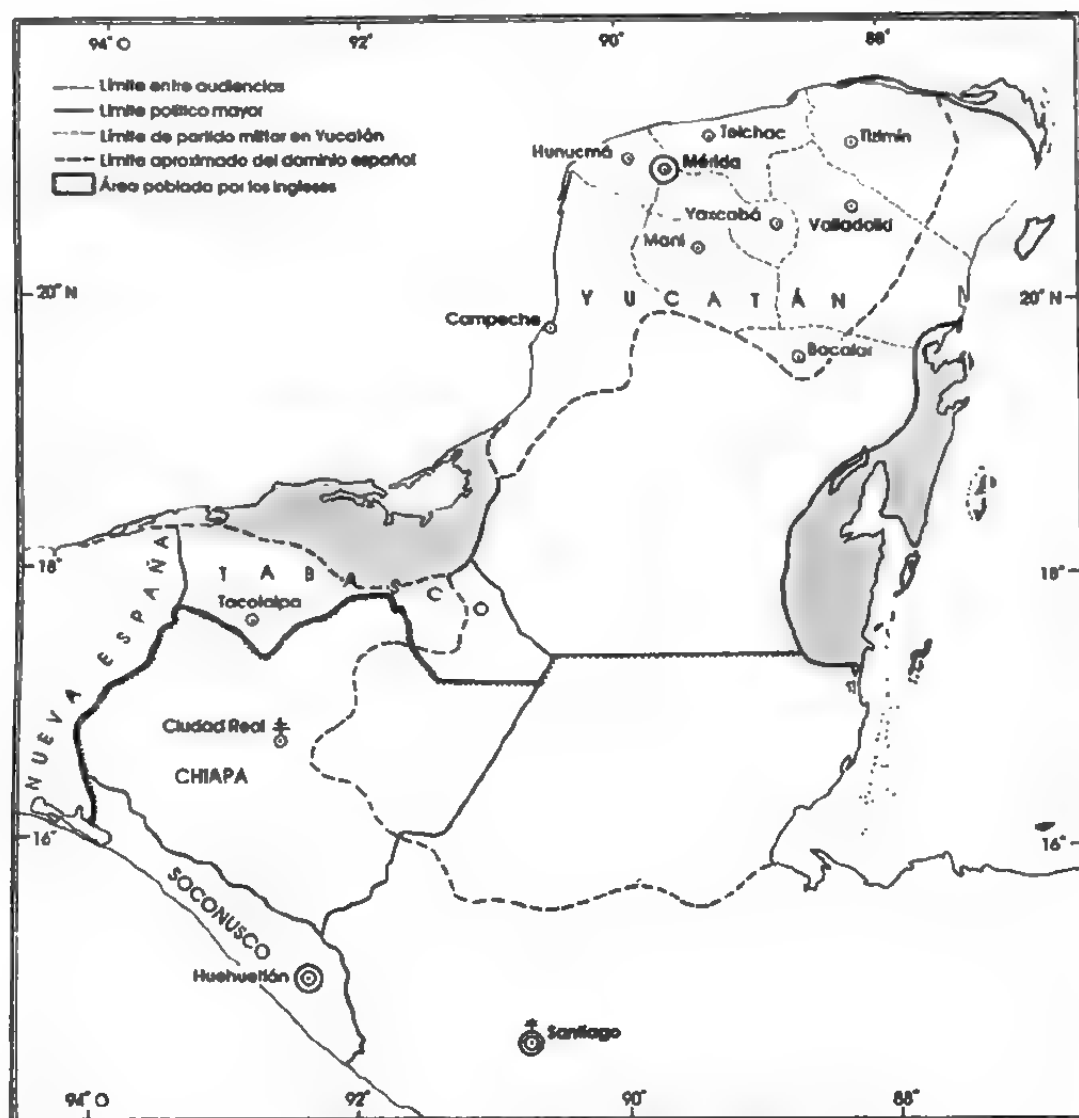 94° O
92°
90°
88°
Límite entre audiencias
Límite político mayor
Límite de partido militar en Yucatán
Límite aproximado del dominio español
Área poblada por los ingleses
Telchac
Tizimín
Hunucmá
Mérida
Yaxcabá
Valladolid
Maní
20° N
YUCATÁN
20° N
Campeche
Bacalar
18°
TABASCO
18°
Tacotalpa
NUEVA ESPAÑA
Ciudad Real
CHIAPA
16°
16°
SOCONUSCO
Huehuetlán
Santiago
94° O
92°
90°
88°